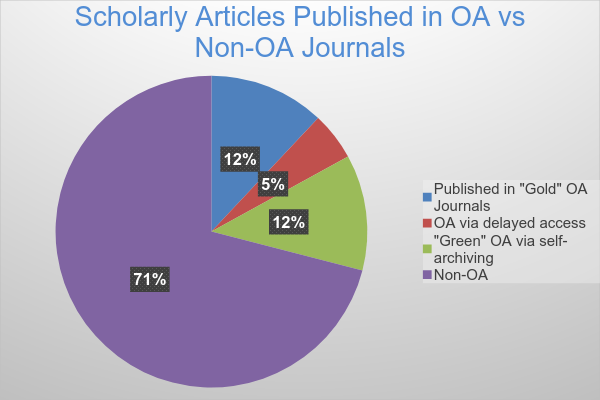 Scholarly Articles Published in OA vs
Non-OA Journals
12%
5%
12%
71%
Published in "Gold" OA
Journals
OA via delayed access
"Green" OA via self-
archiving
Non-OA